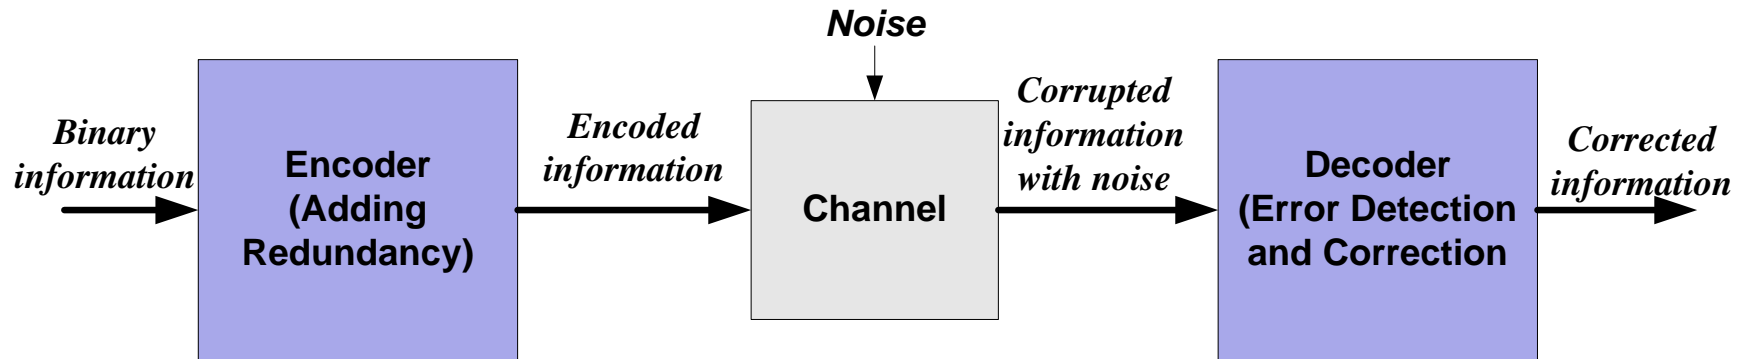 Noise
Binary
information
Encoder
(Adding
Redundancy)
Encoded
information
Channel
Corrupted
information
with noise
Decoder
(Error Detection
and Correction
Corrected
information